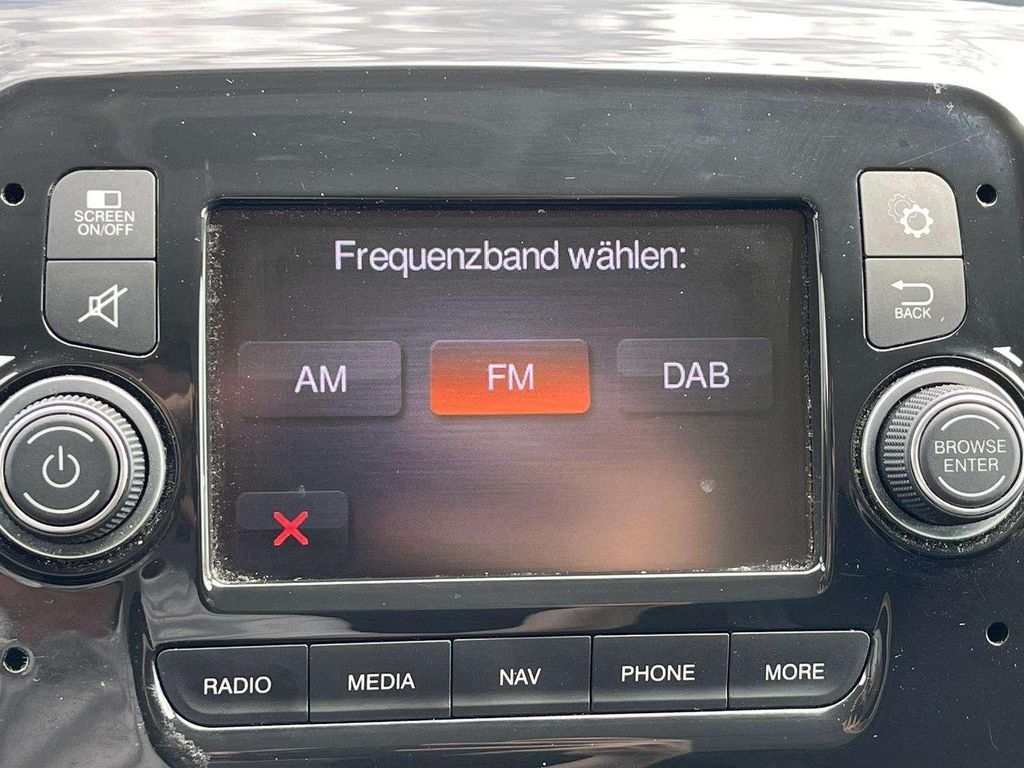 SCREEN
ON/OFF
Frequenzband wählen:
BACK
AM
FM
DAB
BROWSE
ENTER
RADIO
MEDIA
NAV
PHONE
MORE